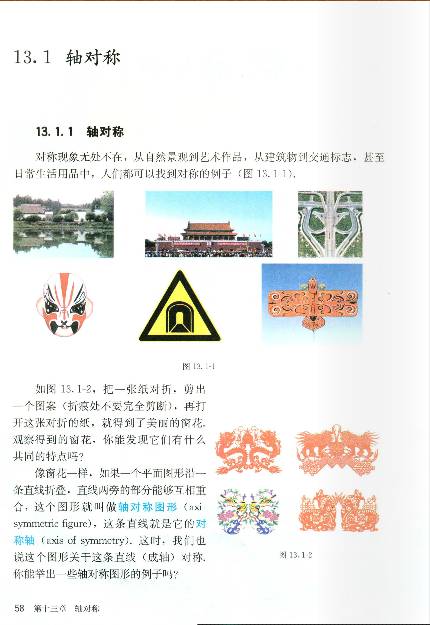 13.1 轴对称
13.1.1 轴对称
对称现象无处不在，从自然景观到艺术作品，从建筑物到交通标志，甚至
日常生活用品中，人们都可以找到对称的例子（图 13.1-1）.
图 13.1-1
如图 13.1-2，把一张纸对折，剪出
一个图案（折痕处不要完全剪断），再打
开这张对折的纸，就得到了美丽的窗花.
观察得到的窗花，你能发现它们有什么
共同的特点吗？
像窗花一样，如果一个平面图形沿一
条直线折叠，直线两旁的部分能够互相重
合，这个图形就叫做轴对称图形（axi-
symmetric figure），这条直线就是它的对
称轴（axis of symmetry）. 这时，我们也
说这个图形关于这条直线（成轴）对称.
你能举出一些轴对称图形的例子吗？
图 13.1-2
58 第十三章 轴对称